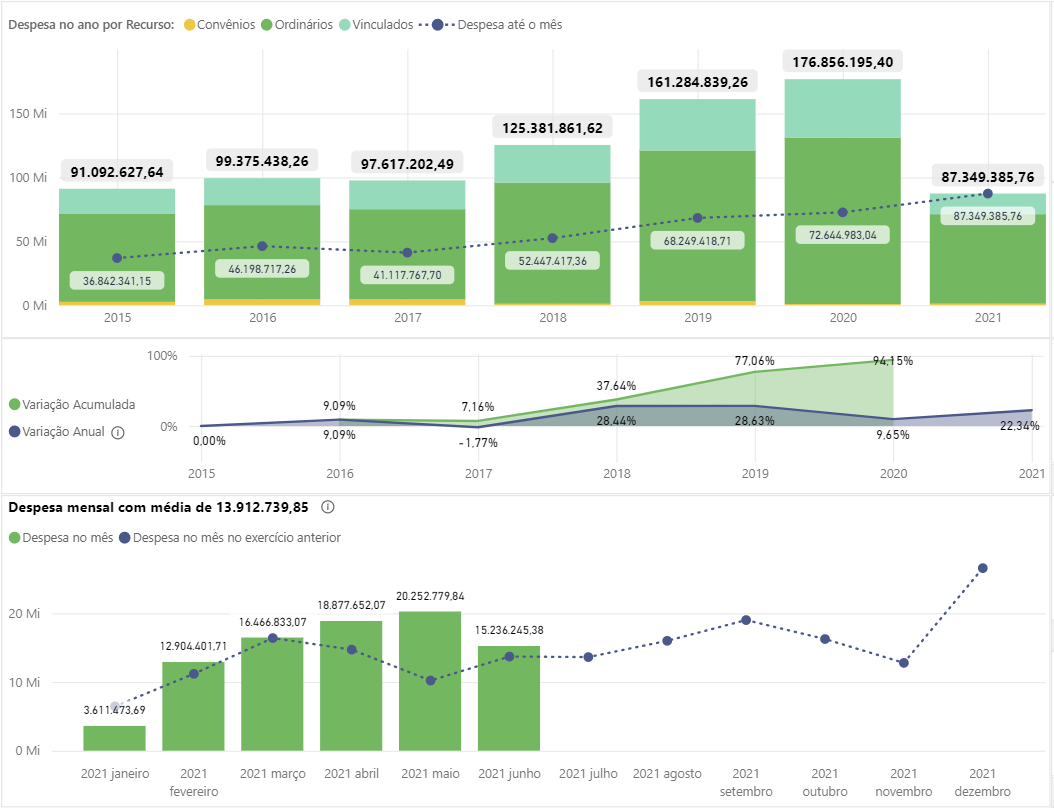 Despesa no ano por Recurso: Convênios Ordinários Vinculados Despesa até o mês
176.856.195,40
161.284.839,26
150 Mi
125.381.861,62
91.092.627,64 99.375.438,26 97.617.202,49 87.349.385,76
100 Mi
87.349.385,76
72.644.983,04
68.249.418,71
50 Mi
52.447.417,36
46.198.717,26
41.117.767,70
36.842.341,15
0 Mi
2015 2016 2017 2018 2019 2020 2021
100%
77,06% 94,15%
37,64%
Variação Acumulada
9,09% 7,16%
Variação Anual
0%
0,00% 9,09% -1,77% 28,44% 28,63% 9,65% 22,34%
2015 2016 2017 2018 2019 2020 2021
Despesa mensal com média de 13.912.739,85
Despesa no mês Despesa no mês no exercício anterior
20.252.779,84
18.877.652,07
20 Mi
16.466.833,07
15.236.245,38
12.904.401,71
10 Mi
3.611.473,69
0 Mi
2021 janeiro 2021 fevereiro 2021 março 2021 abril 2021 maio 2021 junho 2021 julho 2021 agosto 2021 setembro 2021 outubro 2021 novembro 2021 dezembro